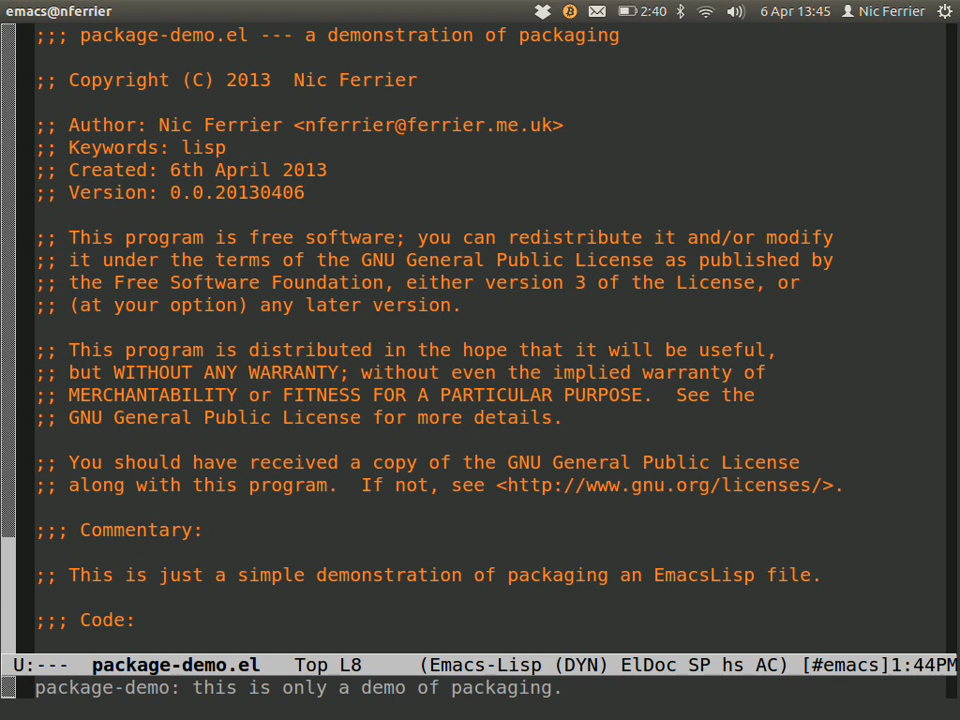 emacs@nferrier 2:40 6 Apr 13:45 Nic Ferrier
;;; package-demo.el --- a demonstration of packaging
;; Copyright (C) 2013  Nic Ferrier
;; Author: Nic Ferrier <nferrier@ferrier.me.uk>
;; Keywords: lisp
;; Created: 6th April 2013
;; Version: 0.0.20130406
;; This program is free software; you can redistribute it and/or modify
;; it under the terms of the GNU General Public License as published by
;; the Free Software Foundation, either version 3 of the License, or
;; (at your option) any later version.
;; This program is distributed in the hope that it will be useful,
;; but WITHOUT ANY WARRANTY; without even the implied warranty of
;; MERCHANTABILITY or FITNESS FOR A PARTICULAR PURPOSE.  See the
;; GNU General Public License for more details.
;; You should have received a copy of the GNU General Public License
;; along with this program.  If not, see <http://www.gnu.org/licenses/>.
;;; Commentary:
;; This is just a simple demonstration of packaging an EmacsLisp file.
;;; Code:
U:---  package-demo.el   Top L8     (Emacs-Lisp (DYN) ElDoc SP hs AC) [#emacs]1:44PM
package-demo: this is only a demo of packaging.